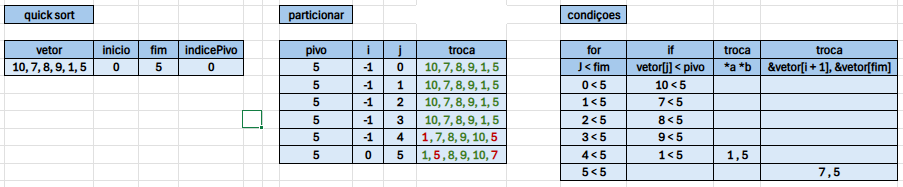 quick sort particionar condiçoes
vetor inicio fim indicePivo pivo i j troca for if troca troca
10, 7, 8, 9, 1, 5 0 5 0 5 -1 0 10, 7, 8, 9, 1, 5 J < fim vetor[j] < pivo *a *b &vetor[i + 1], &vetor[fim]
5 -1 1 10, 7, 8, 9, 1, 5 0 < 5 10 < 5
5 -1 2 10, 7, 8, 9, 1, 5 1 < 5 7 < 5
5 -1 3 10, 7, 8, 9, 1, 5 2 < 5 8 < 5
5 -1 4 1 , 7, 8, 9, 10, 5 3 < 5 9 < 5
5 0 5 1, 5 , 8, 9, 10, 7 4 < 5 1 < 5 1 , 5
5 < 5 7 , 5